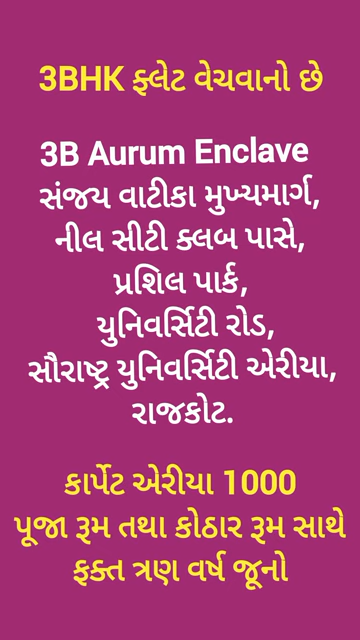 3BHK ફ્લેટ વેચવાનો છે
3B Aurum Enclave
સંજય વાટીકા મુખ્યમાર્ગ,
નીલ સીટી ક્લબ પાસે,
પ્રશિલ પાર્ક,
યુનિવર્સિટી રોડ,
સૌરાષ્ટ્ર યુનિવર્સિટી એરીયા,
રાજકોટ.
કાર્પેટ એરીયા 1000
પૂજા રૂમ તથા કોઠાર રૂમ સાથે
ફક્ત ત્રણ વર્ષ જૂનો